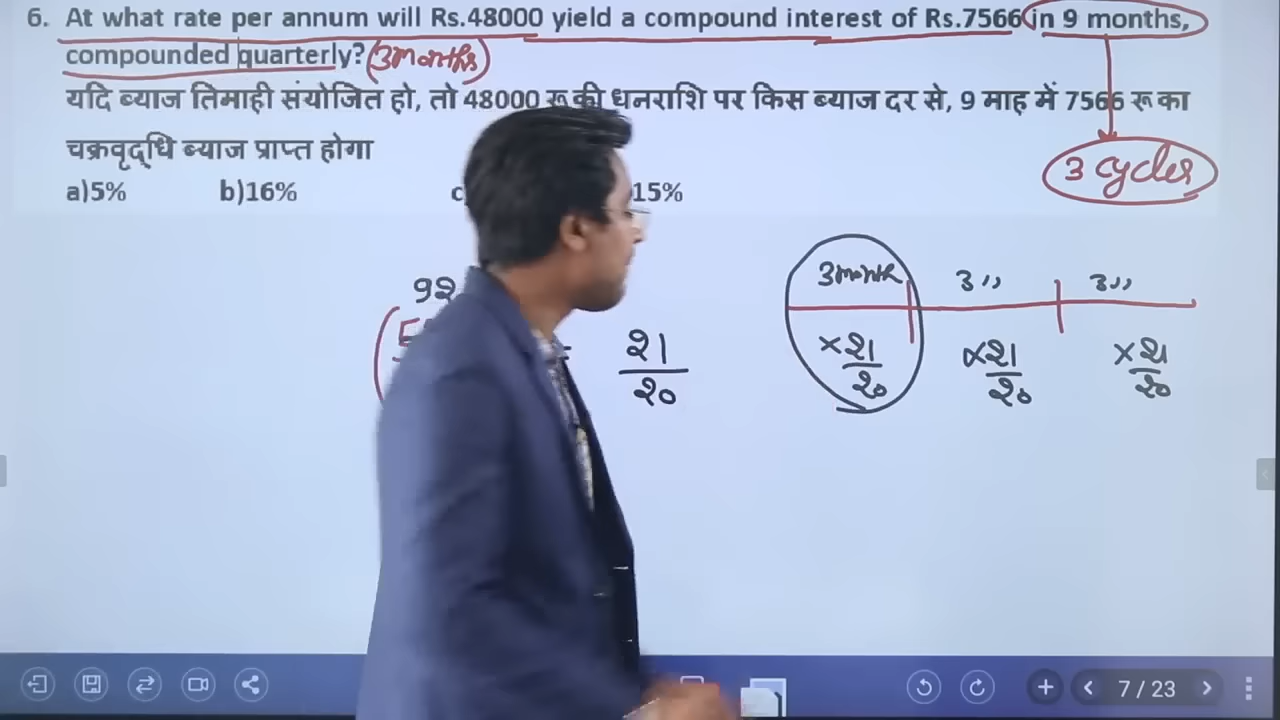 6. At what rate per annum will Rs.48000 yield a compound interest of Rs.7566 in 9 months,
compounded quarterly? (3months)
यदि ब्याज तिमाही संयोजित हो, तो 48000 रू की धनराशि पर किस ब्याज दर से, 9 माह में 7566 रू का
चक्रवृद्धि ब्याज प्राप्त होगा
3 cycles
a)5% b)16% 15%
3month 3,, 3,,
92
21/20 ×21/20 ×21/20 ×21/20
7 / 23